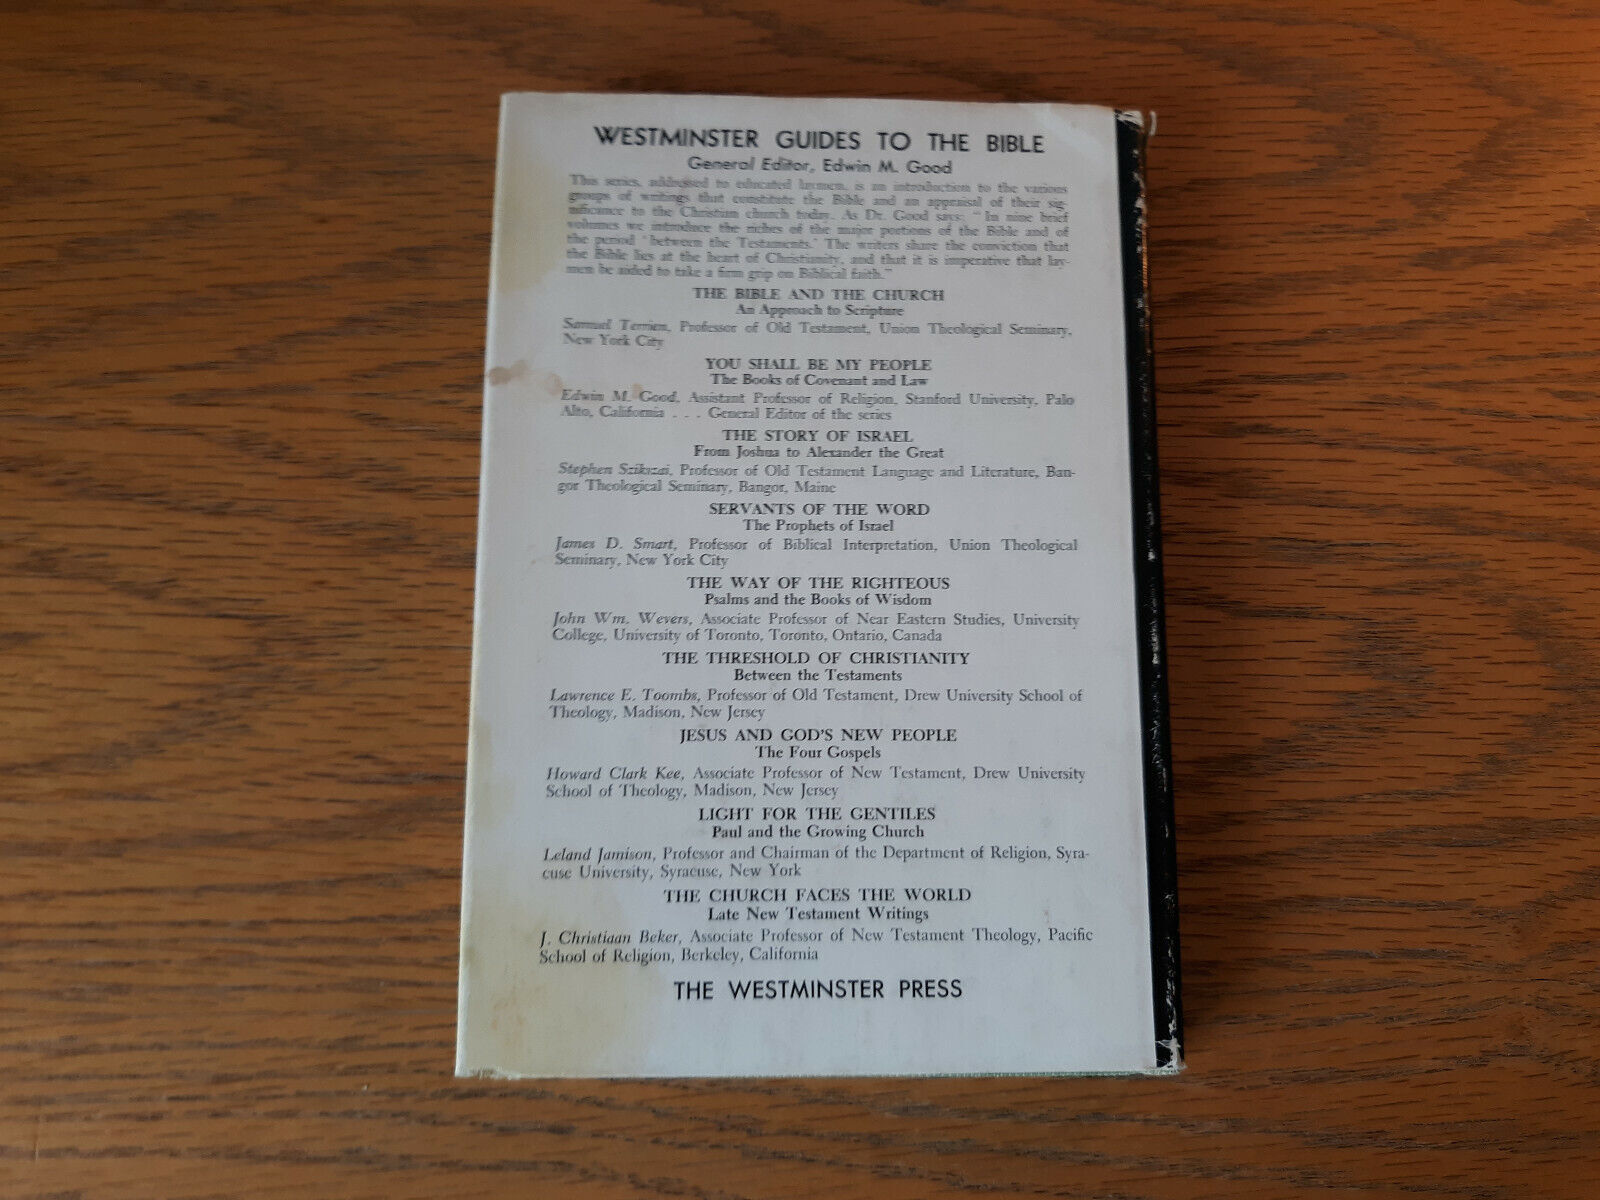 WESTMINSTER GUIDES TO THE BIBLE
General Editor, Edwin M. Good
This series, addressed to educated laymen, is an introduction to the various
groups of writings that constitute the Bible and an appraisal of their sig-
nificance to the Christian church today. As Dr. Good says: "In nine brief
volumes we introduce the riches of the major portions of the Bible and of
the period 'between the Testaments.' The writers share the conviction that
the Bible lies at the heart of Christianity, and that it is imperative that lay-
men be aided to take a firm grip on Biblical faith."
THE BIBLE AND THE CHURCH
An Approach to Scripture
Samuel Terrien, Professor of Old Testament, Union Theological Seminary,
New York City
YOU SHALL BE MY PEOPLE
The Books of Covenant and Law
Edwin M. Good, Assistant Professor of Religion, Stanford University, Palo
Alto, California . . . General Editor of the series
THE STORY OF ISRAEL
From Joshua to Alexander the Great
Stephen Szikszai, Professor of Old Testament Language and Literature, Ban-
gor Theological Seminary, Bangor, Maine
SERVANTS OF THE WORD
The Prophets of Israel
James D. Smart, Professor of Biblical Interpretation, Union Theological
Seminary, New York City
THE WAY OF THE RIGHTEOUS
Psalms and the Books of Wisdom
John Wm. Wevers, Associate Professor of Near Eastern Studies, University
College, University of Toronto, Toronto, Ontario, Canada
THE THRESHOLD OF CHRISTIANITY
Between the Testaments
Lawrence E. Toombs, Professor of Old Testament, Drew University School of
Theology, Madison, New Jersey
JESUS AND GOD'S NEW PEOPLE
The Four Gospels
Howard Clark Kee, Associate Professor of New Testament, Drew University
School of Theology, Madison, New Jersey
LIGHT FOR THE GENTILES
Paul and the Growing Church
Leland Jamison, Professor and Chairman of the Department of Religion, Syra-
cuse University, Syracuse, New York
THE CHURCH FACES THE WORLD
Late New Testament Writings
J. Christiaan Beker, Associate Professor of New Testament Theology, Pacific
School of Religion, Berkeley, California
THE WESTMINSTER PRESS